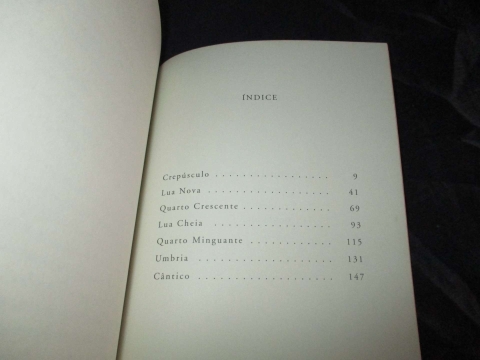 ÍNDICE
Crepúsculo . . . . . . . . . . . . . . . . . 9
Lua Nova . . . . . . . . . . . . . . . . . . 41
Quarto Crescente . . . . . . . . . . . . . 69
Lua Cheia . . . . . . . . . . . . . . . . . 93
Quarto Minguante . . . . . . . . . . . . 115
Umbria . . . . . . . . . . . . . . . . . . . 131
Cântico . . . . . . . . . . . . . . . . . . . 147